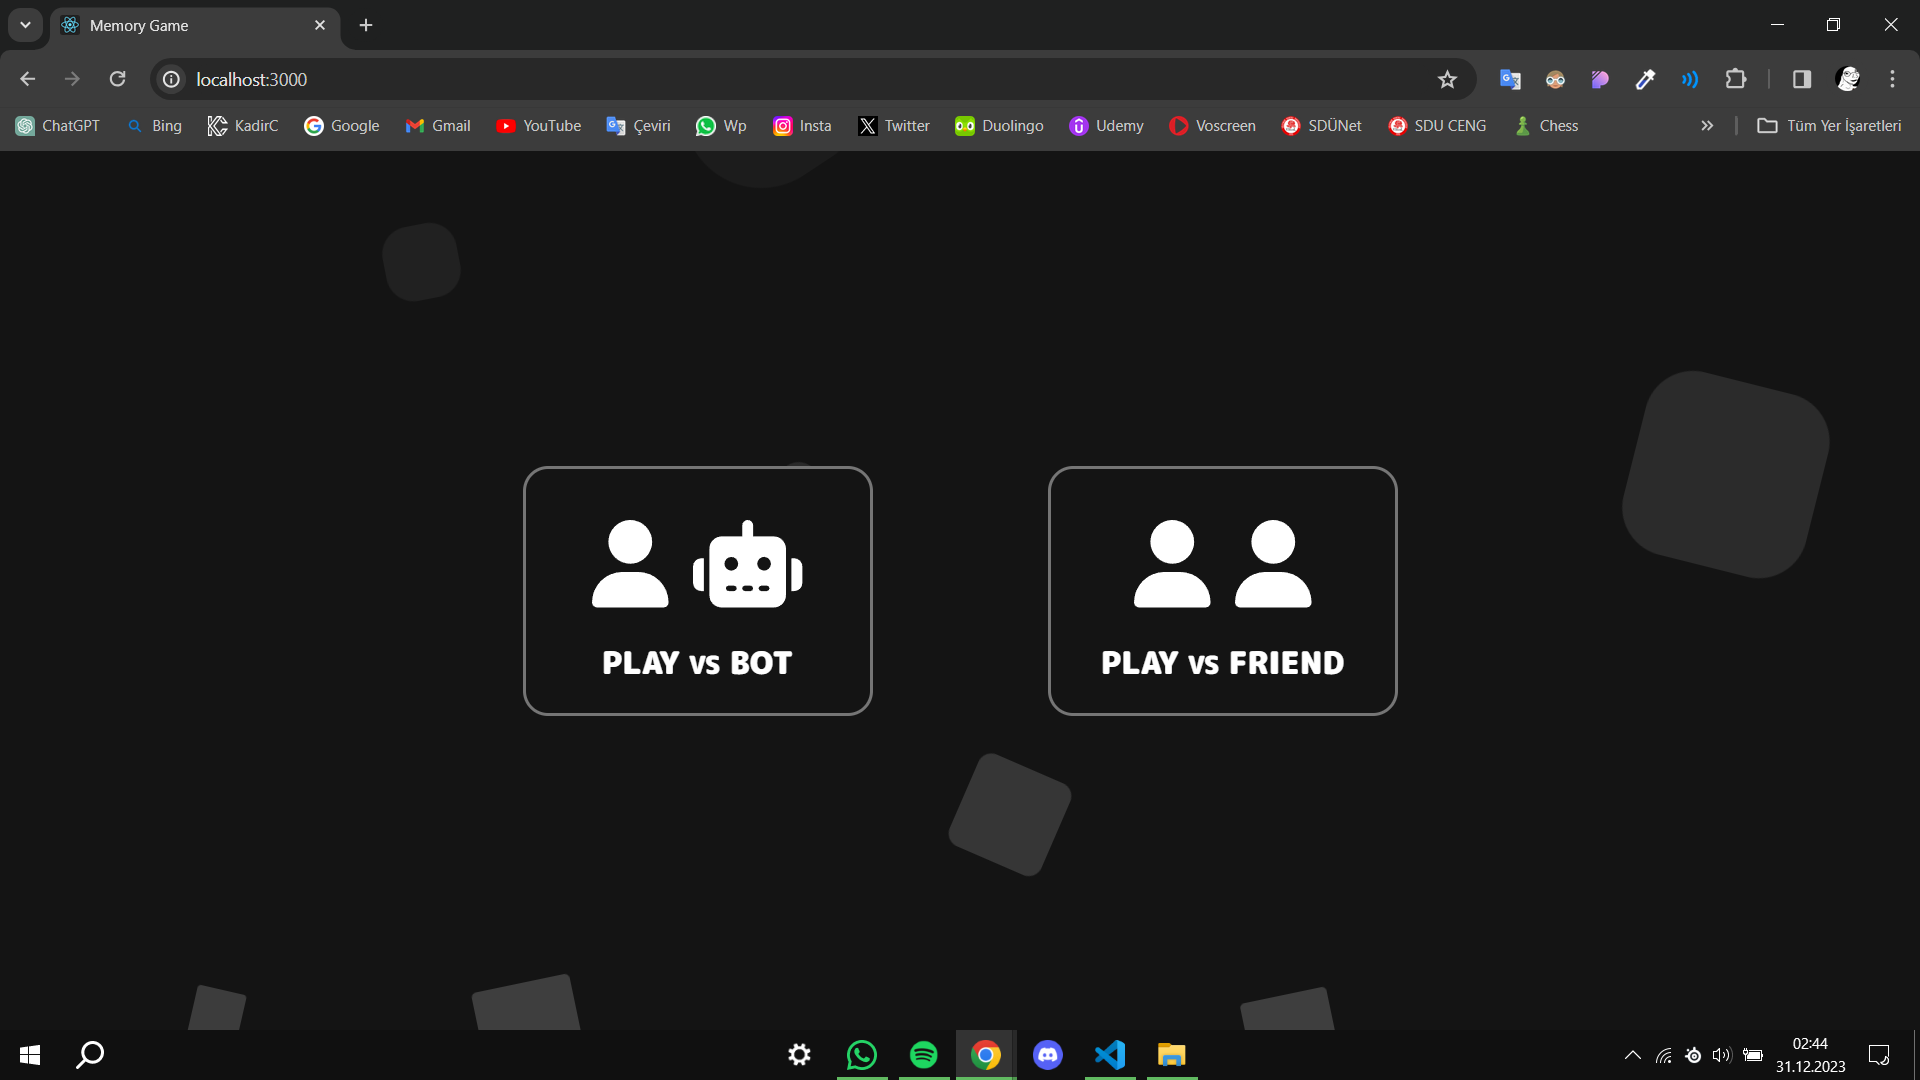 Memory Game
localhost:3000
ChatGPT Bing KadirC Google Gmail YouTube Çeviri Wp Insta Twitter Duolingo Udemy Voscreen SDÜNet SDU CENG Chess Tüm Yer İşaretleri
PLAY vs BOT PLAY vs FRIEND
02:44
31.12.2023